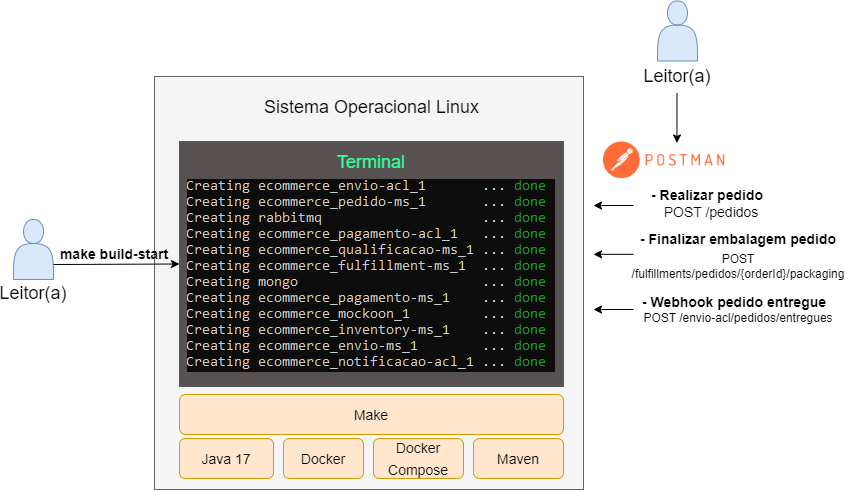 Leitor(a)
Sistema Operacional Linux
POSTMAN
Terminal
Creating ecommerce_envio-acl_1 ... done
Creating ecommerce_pedido-ms_1 ... done
Creating rabbitmq ... done
Creating ecommerce_pagamento-acl_1 ... done
Creating ecommerce_qualificacao-ms_1 ... done
Creating ecommerce_fulfillment-ms_1 ... done
Creating mongo ... done
Creating ecommerce_pagamento-ms_1 ... done
Creating ecommerce_mockoon_1 ... done
Creating ecommerce_inventory-ms_1 ... done
Creating ecommerce_envio-ms_1 ... done
Creating ecommerce_notificacao-acl_1 ... done
- Realizar pedido
POST /pedidos
- Finalizar embalagem pedido
POST
/fulfillments/pedidos/{orderId}/packaging
- Webhook pedido entregue
POST /envio-acl/pedidos/entregues
make build-start
Leitor(a)
Make
Java 17
Docker
Docker
Compose
Maven